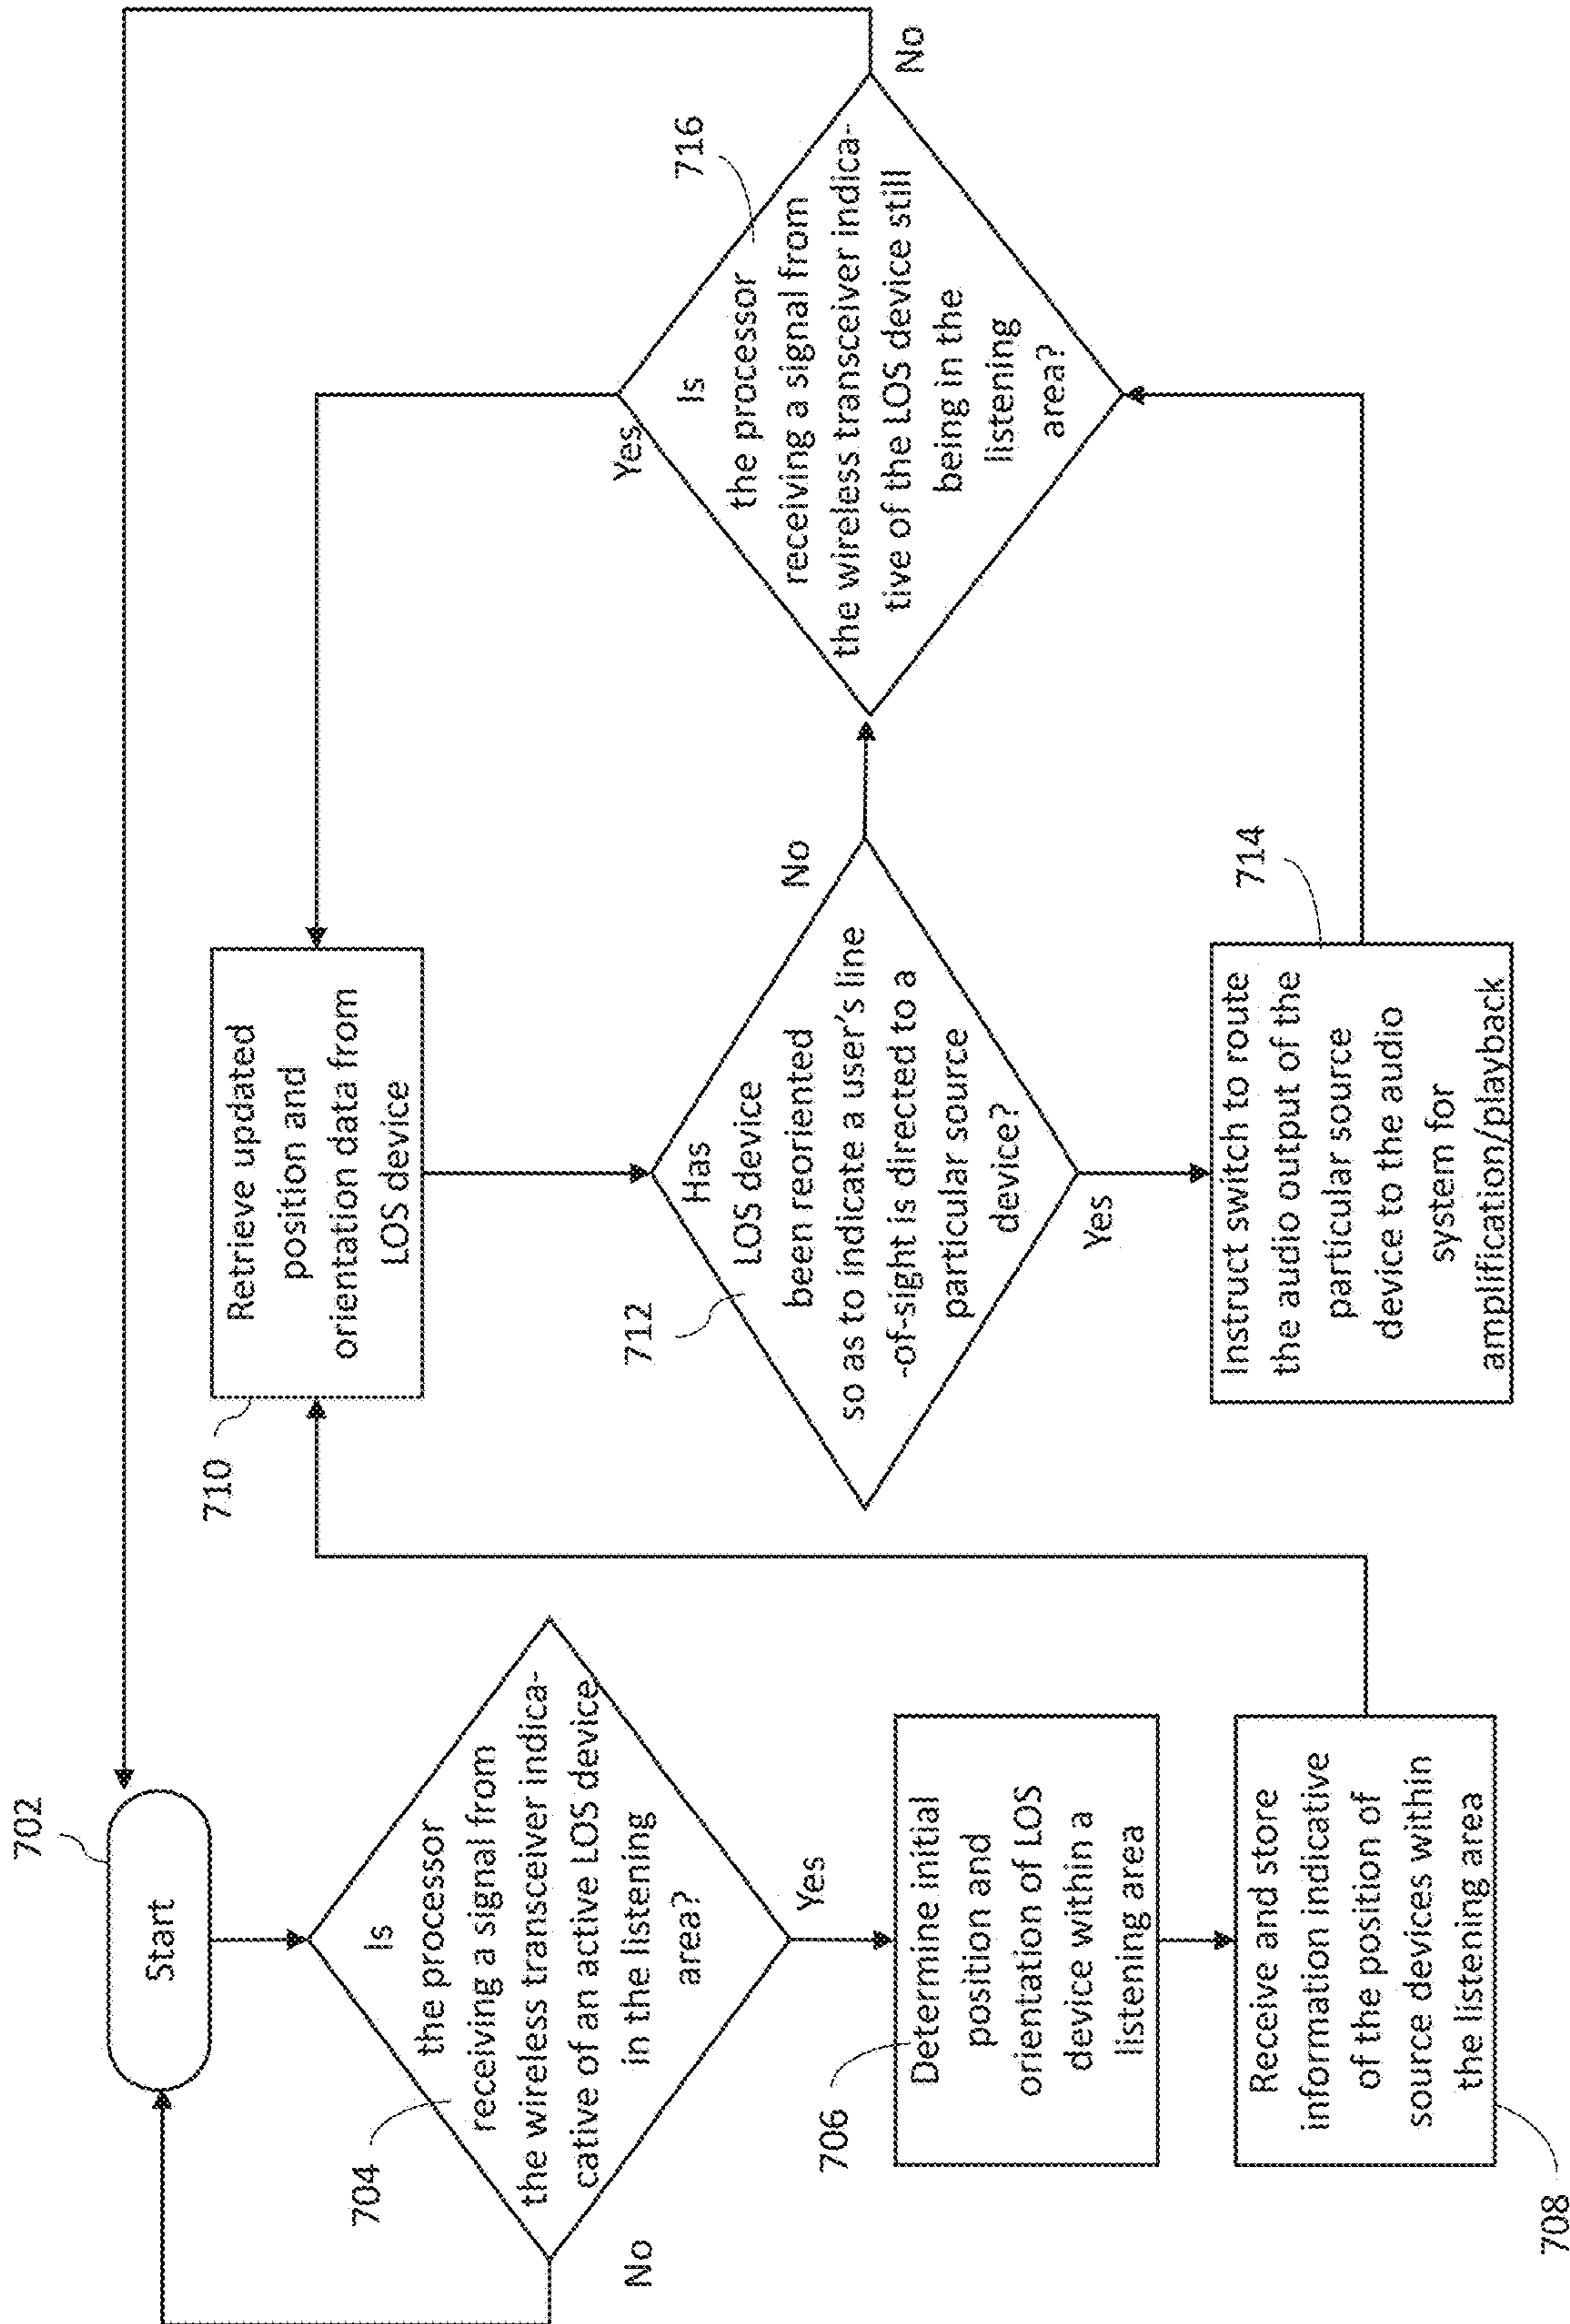 702
Start
704
Is
the processor
receiving a signal from
the wireless transceiver indica-
cative of an active LOS device
in the listening
area?
No
Yes
706
Determine initial
position and
orientation of LOS
device within a
listening area
708
Receive and store
information indicative
of the position of
source devices within
the listening area
710
Retrieve updated
position and
orientation data from
LOS device
712
Has
LOS device
been reoriented
so as to indicate a user's line
-of-sight is directed to a
particular source
device?
No
Yes
714
Instruct switch to route
the audio output of the
particular source
device to the audio
system for
amplification/playback
716
Is
the processor
receiving a signal from
the wireless transceiver indica-
tive of the LOS device still
being in the
listening
area?
Yes
No